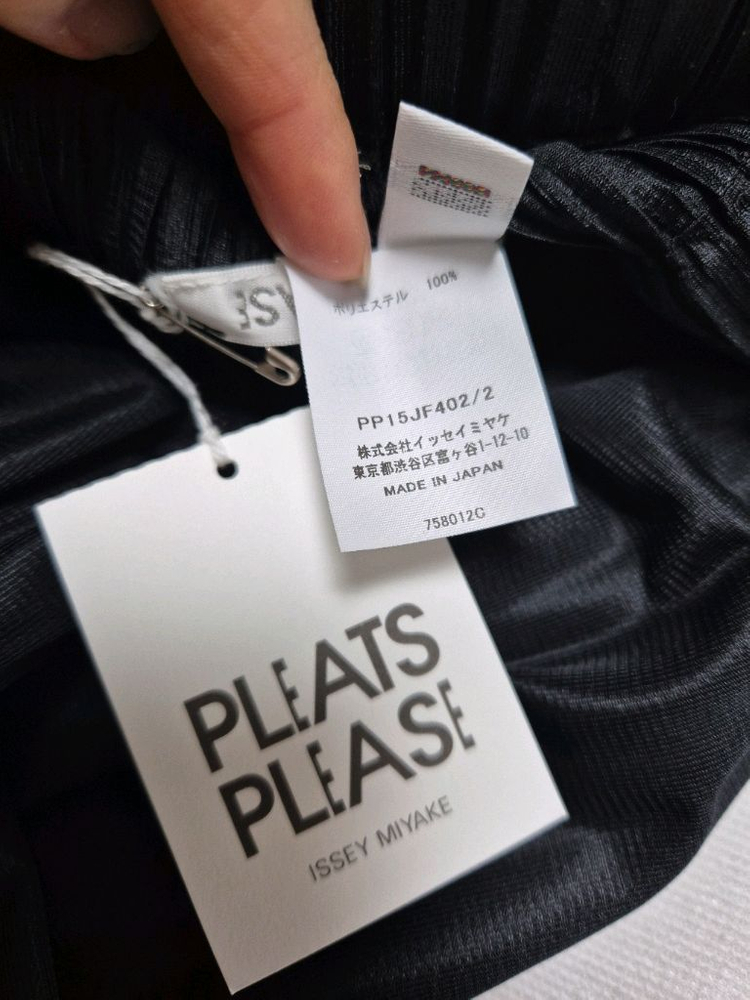 ポリエステル 100%
PP15JF402/2
株式会社イッセイミヤケ
東京都渋谷区富ヶ谷1-12-10
MADE IN JAPAN
758012G
PLEATS
PLEASE
ISSEY MIYAKE